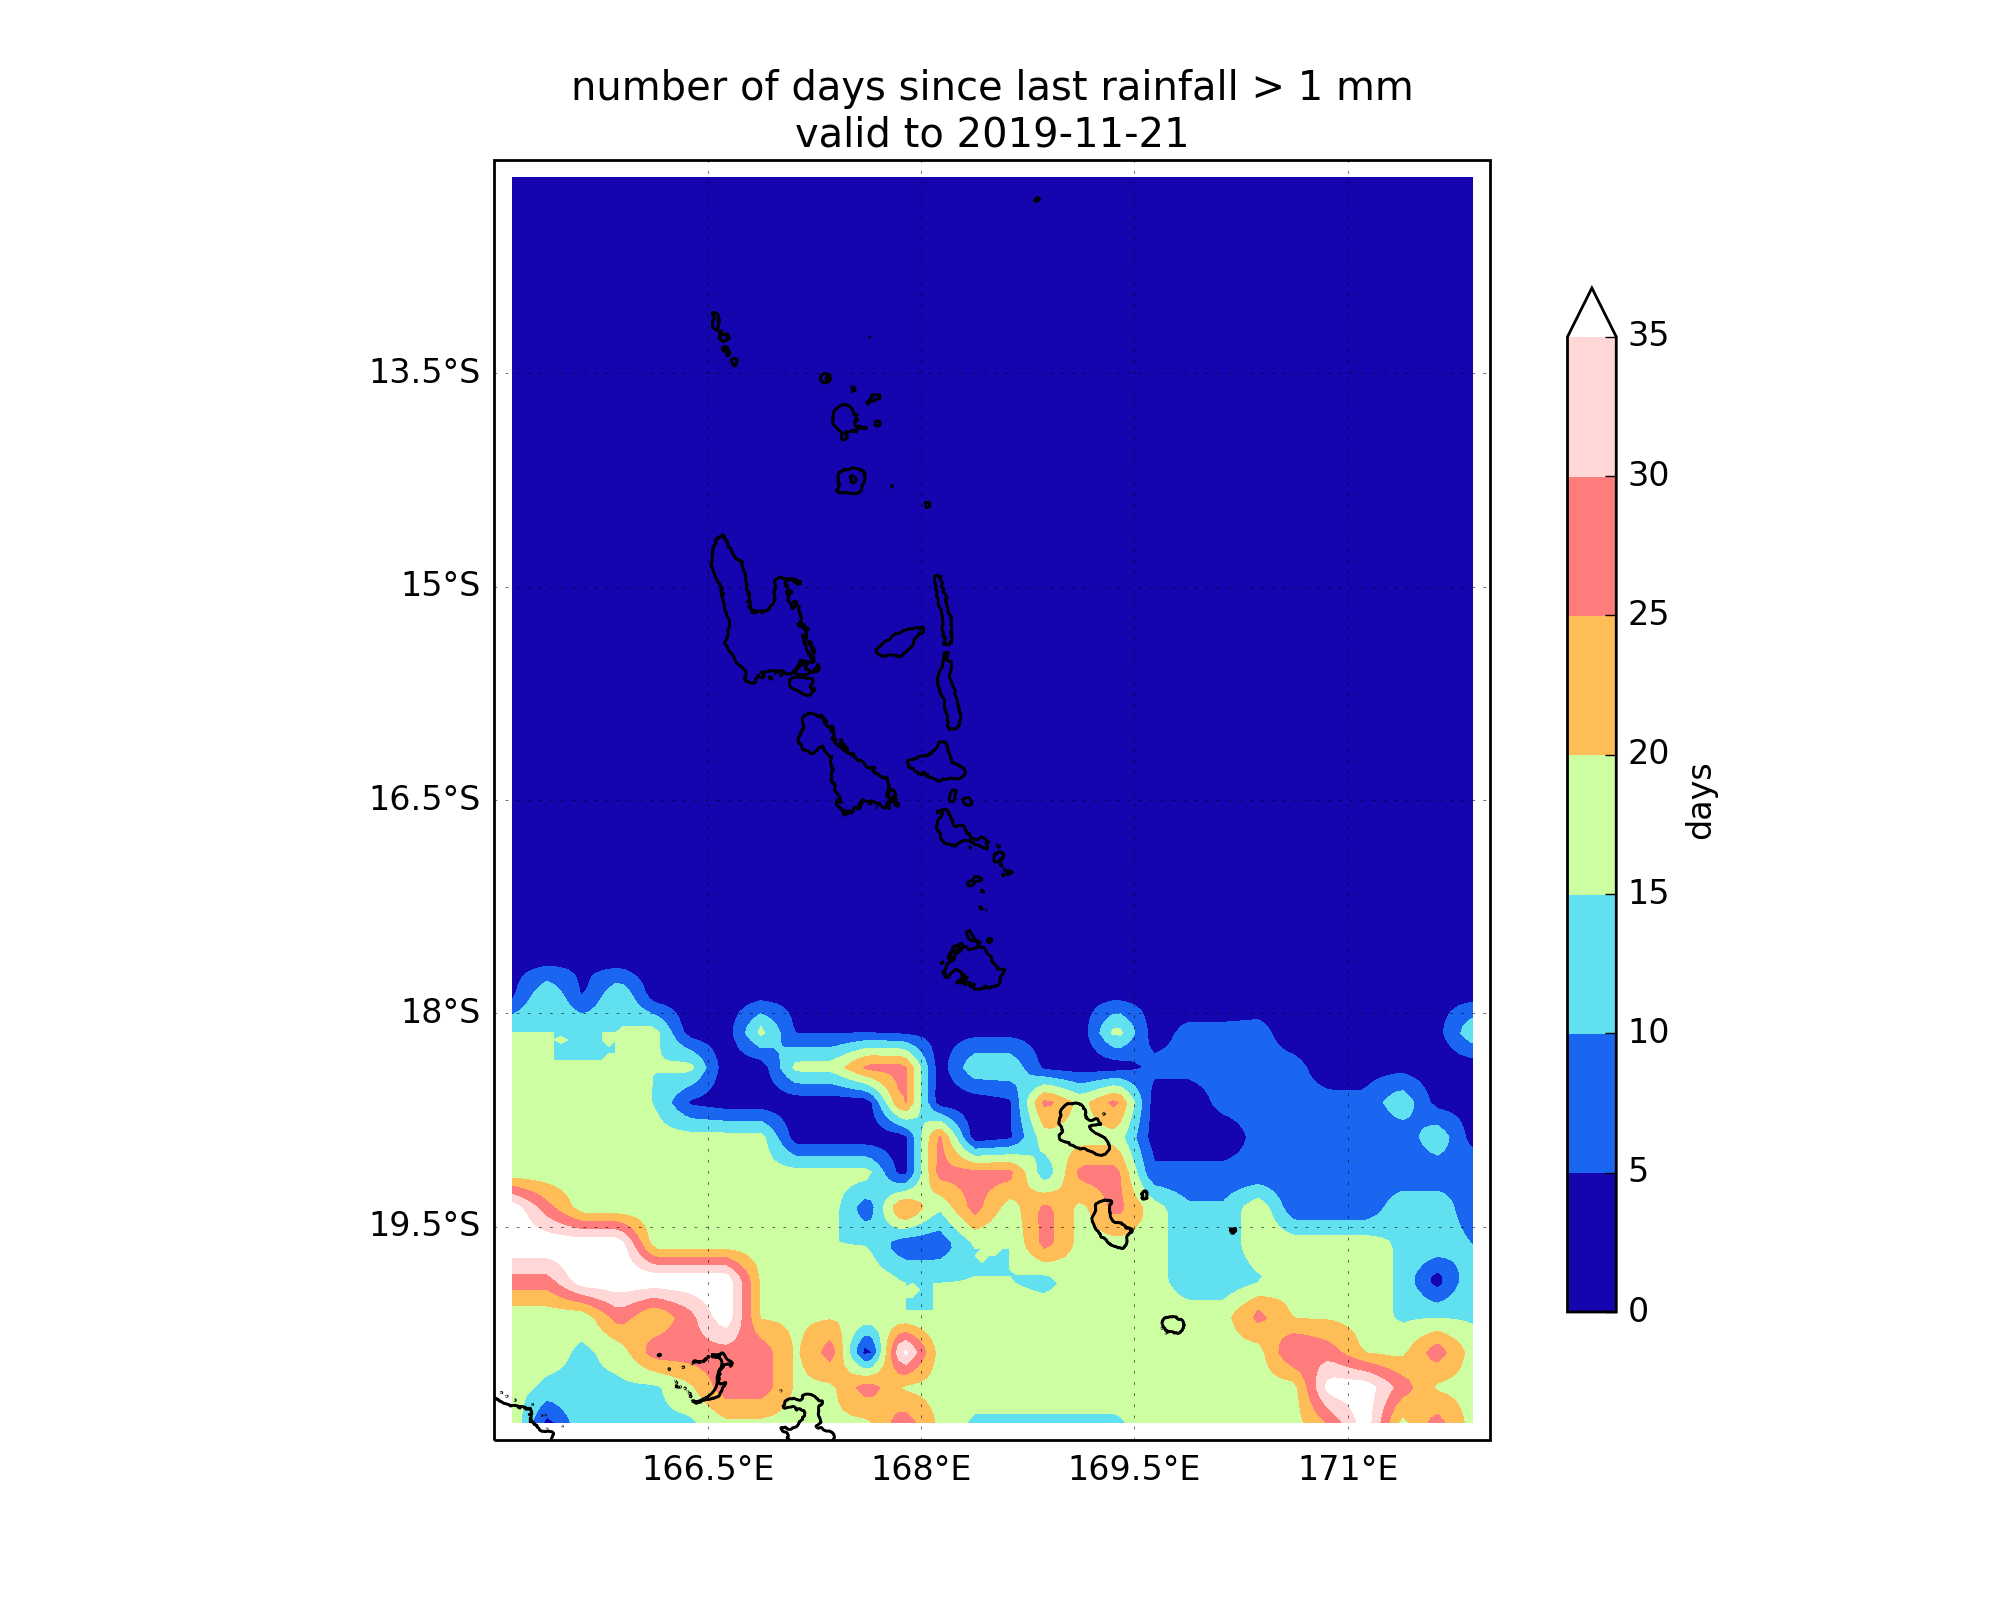 number of days since last rainfall > 1 mm
valid to 2019-11-21
13.5°S
15°S
16.5°S
18°S
19.5°S
166.5°E
168°E
169.5°E
171°E
35
30
25
20
15
10
5
0
days